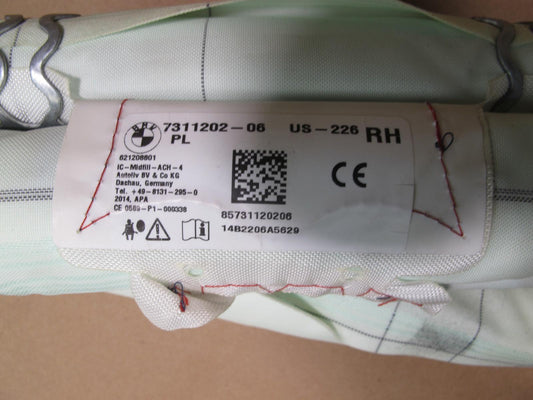 BMW 7311202-06 US-226 RH
PL
621208801
IC-Midfill-ACH-4
Autoliv BV & Co KG
Dachau, Germany
Tel. +49-8131-295-0
2014, APA
CE 0589-P1-000338
CE
85731120206
14B2206A5629